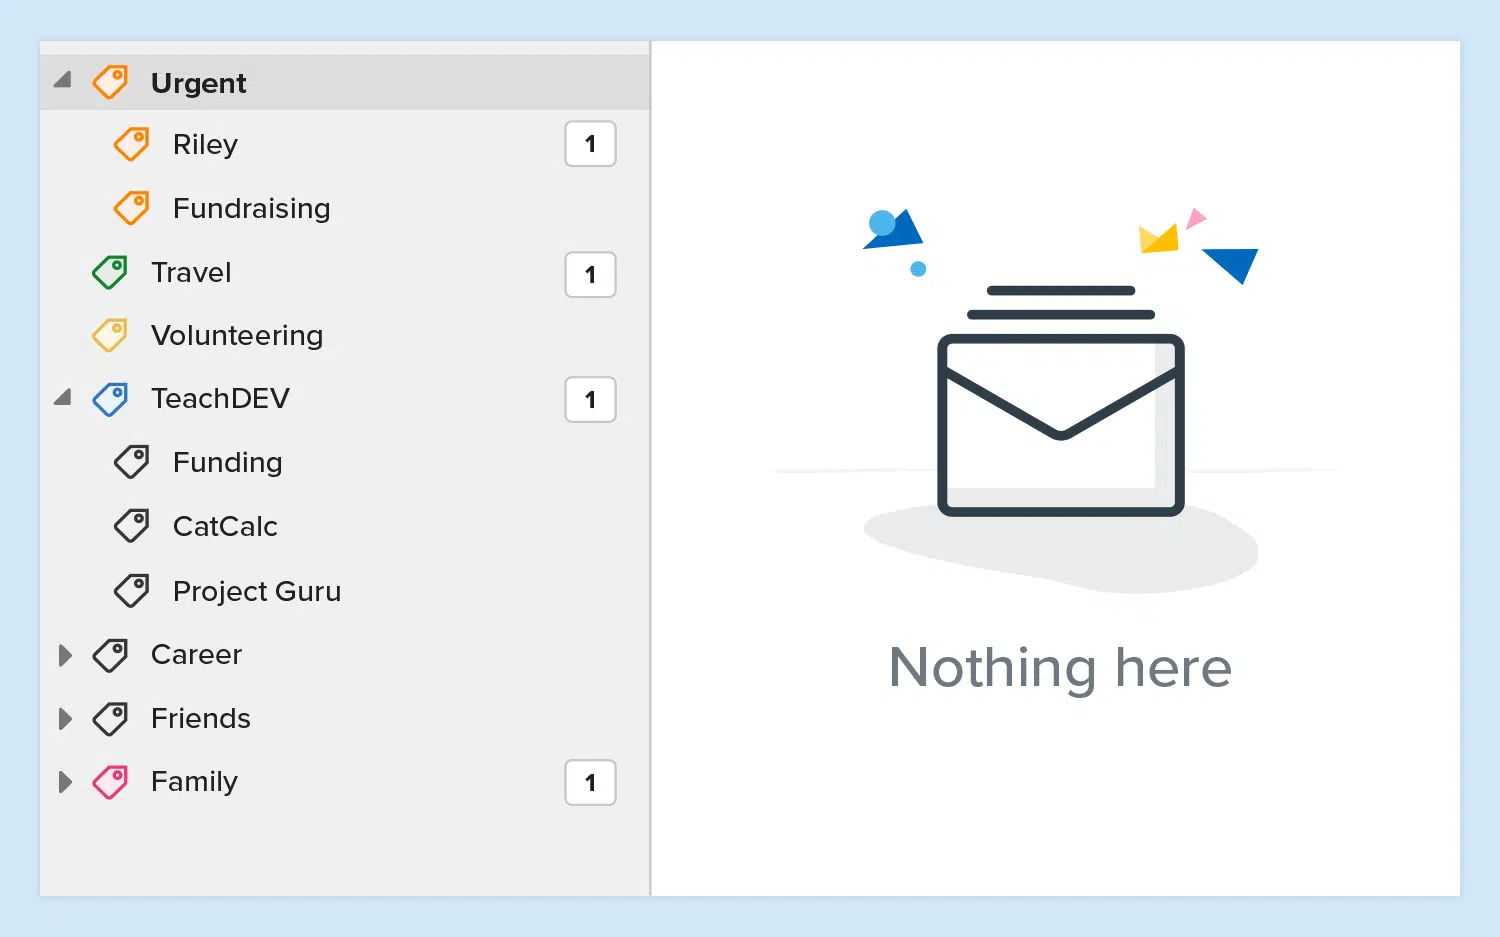 Urgent
Riley 1
Fundraising
Travel 1
Volunteering
TeachDEV 1
Funding
CatCalc
Project Guru
Career
Friends
Family 1
Nothing here